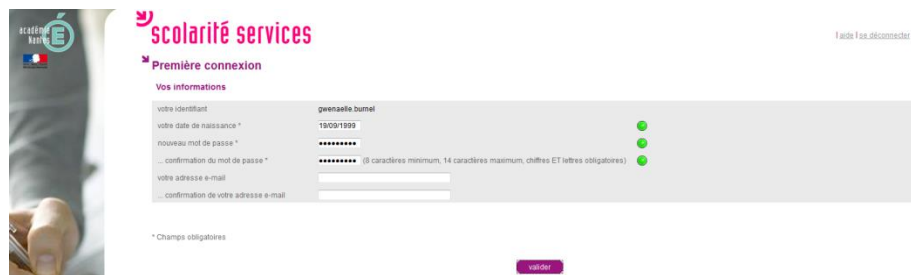 académie
Nantes
scolarité services
| aide | se déconnecter
Première connexion
Vos informations
votre identifiant gwenaelle.burnel
votre date de naissance * 19/09/1999
nouveau mot de passe * •••••••••
... confirmation du mot de passe * ••••••••• (8 caractères minimum, 14 caractères maximum, chiffres ET lettres obligatoires)
votre adresse e-mail
... confirmation de votre adresse e-mail
* Champs obligatoires
valider